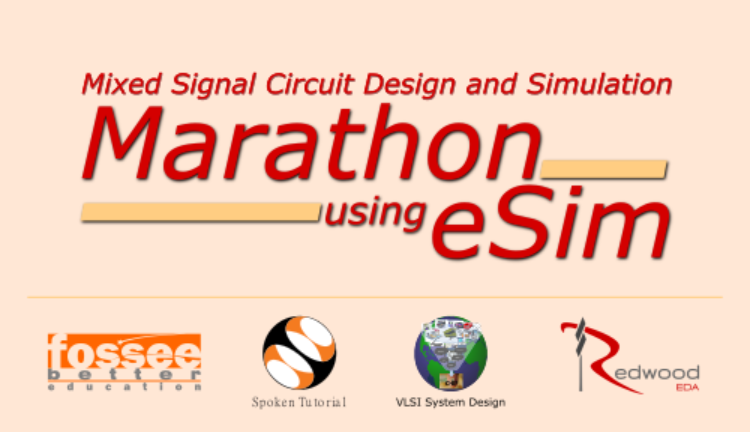 Mixed Signal Circuit Design and Simulation
Marathon
using eSim
fossee
better
education
Spoken Tutorial
VLSI System Design
Redwood
EDA